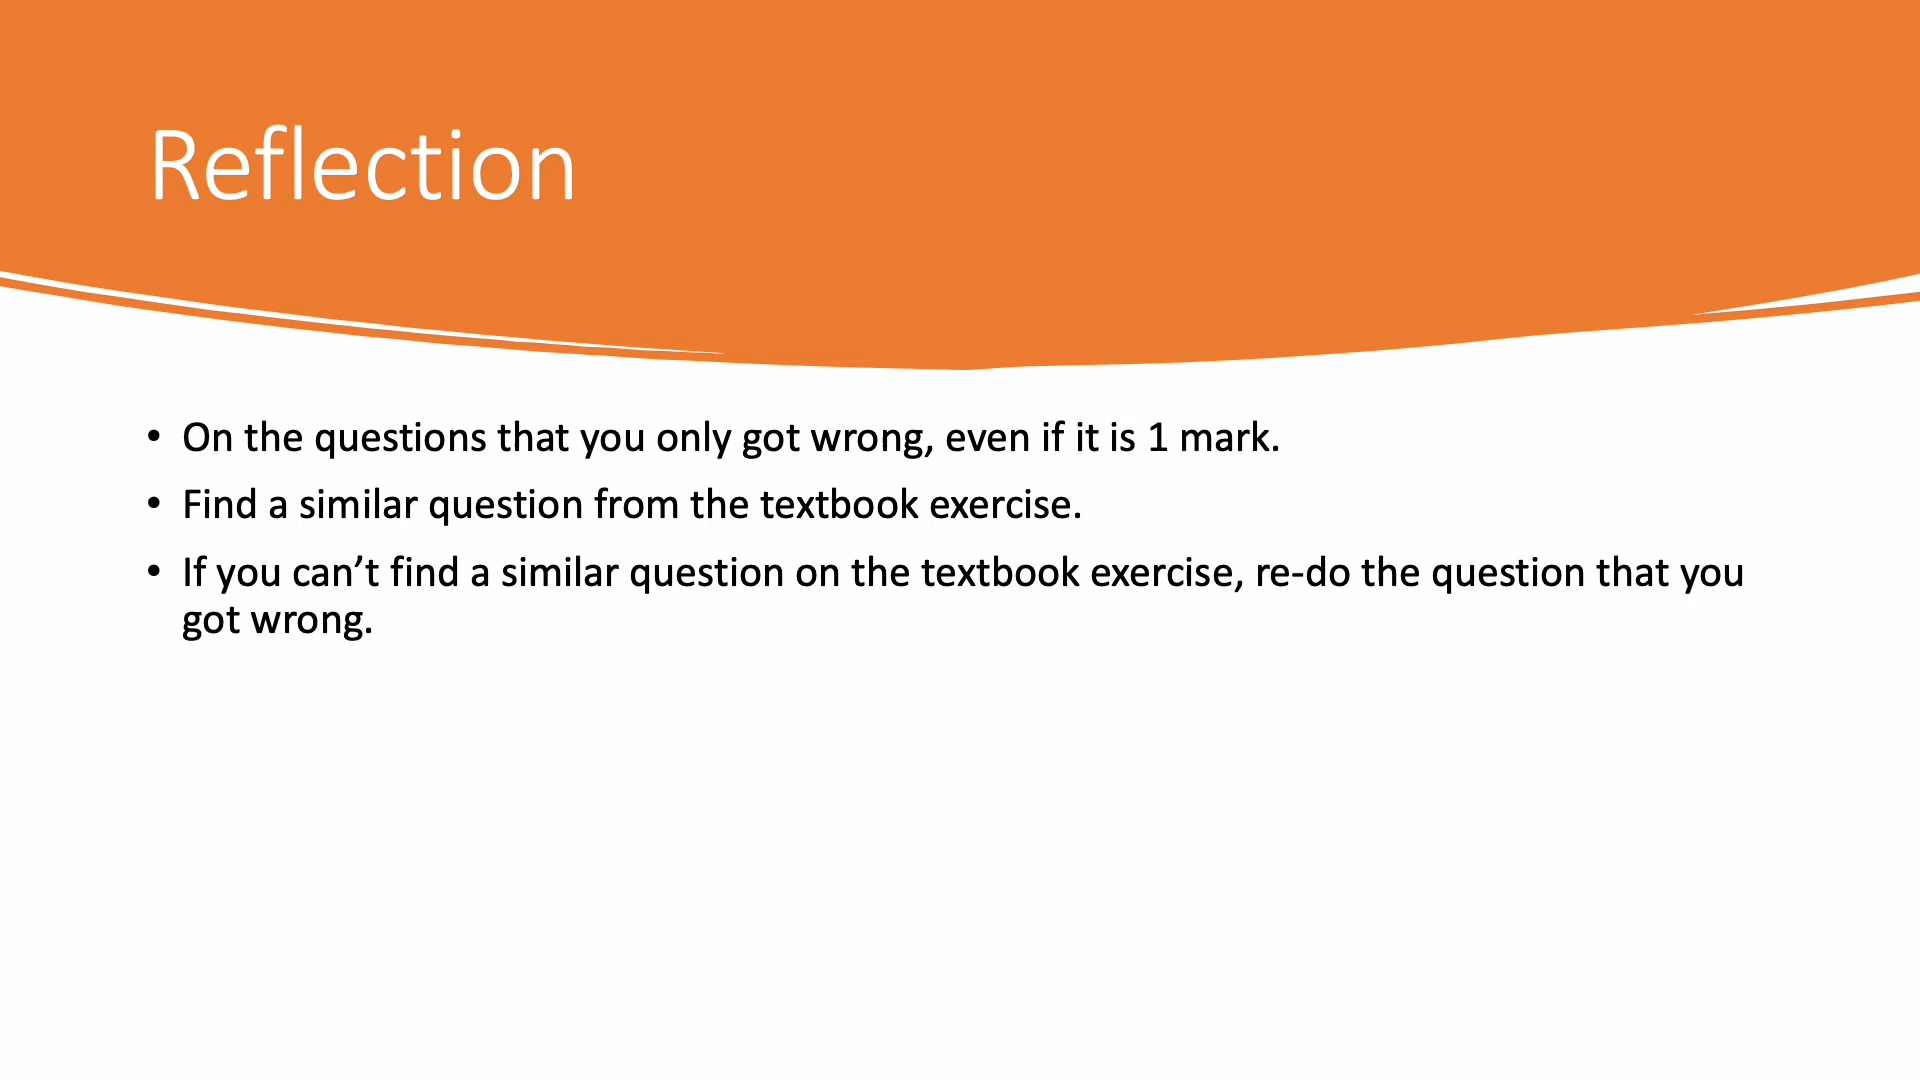 Reflection
• On the questions that you only got wrong, even if it is 1 mark.
• Find a similar question from the textbook exercise.
• If you can’t find a similar question on the textbook exercise, re-do the question that you
got wrong.